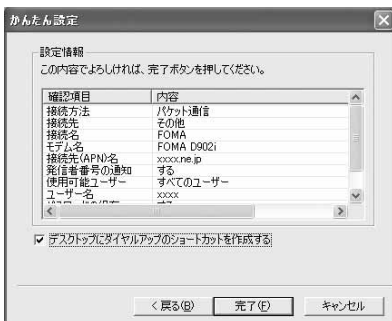 かんたん設定
設定情報
この内容でよろしければ、完了ボタンを押してください。
確認項目 内容
接続方法 パケット通信
接続先 その他
接続名 FOMA
モデム名 FOMA D902i
接続先(APN)名 xxxx.ne.jp
発信者番号の通知 する
使用可能ユーザー すべてのユーザー
ユーザー名 xxxx
デスクトップにダイヤルアップのショートカットを作成する
< 戻る(B) 完了(F) キャンセル